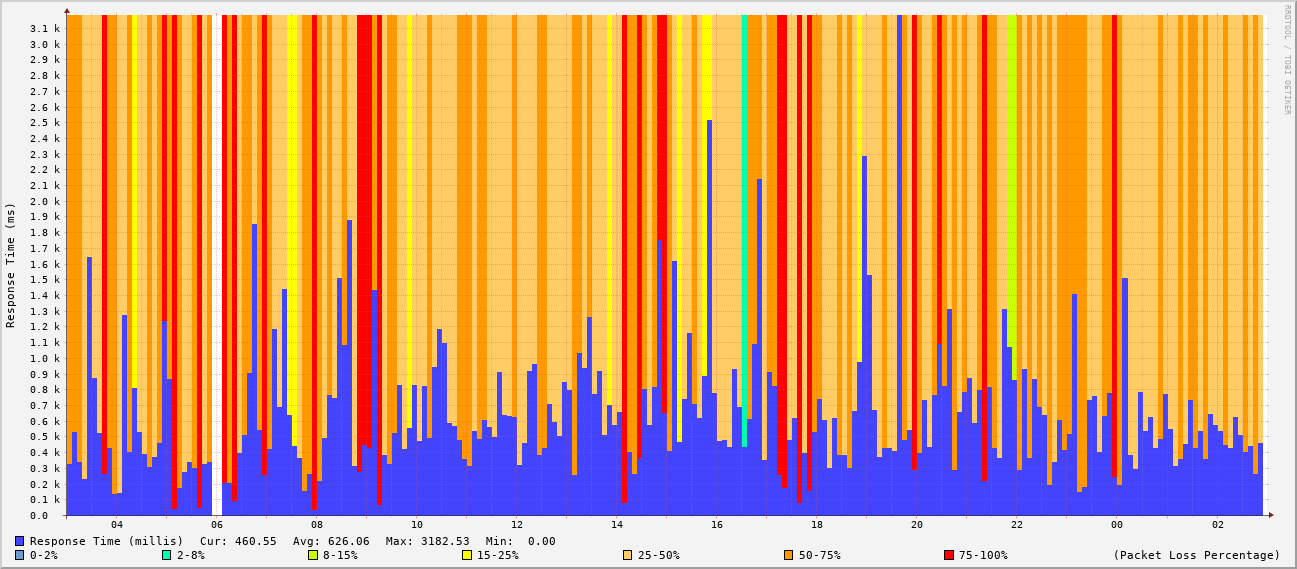 RRDTOOL / TOBI OETIKER
Response Time (ms)
3.1 k
3.0 k
2.9 k
2.8 k
2.7 k
2.6 k
2.5 k
2.4 k
2.3 k
2.2 k
2.1 k
2.0 k
1.9 k
1.8 k
1.7 k
1.6 k
1.5 k
1.4 k
1.3 k
1.2 k
1.1 k
1.0 k
0.9 k
0.8 k
0.7 k
0.6 k
0.5 k
0.4 k
0.3 k
0.2 k
0.1 k
0.0
04 06 08 10 12 14 16 18 20 22 00 02
Response Time (millis) Cur: 460.55 Avg: 626.06 Max: 3182.53 Min: 0.00
0-2% 2-8% 8-15% 15-25% 25-50% 50-75% 75-100% (Packet Loss Percentage)